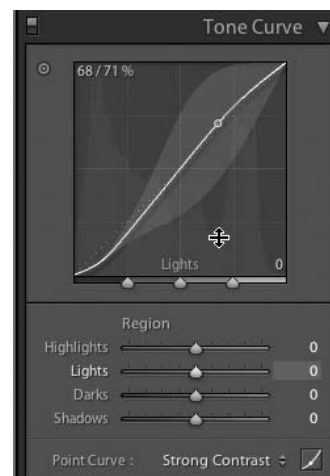 Tone Curve
68 / 71 %
Lights 0
Region
Highlights 0
Lights 0
Darks 0
Shadows 0
Point Curve : Strong Contrast